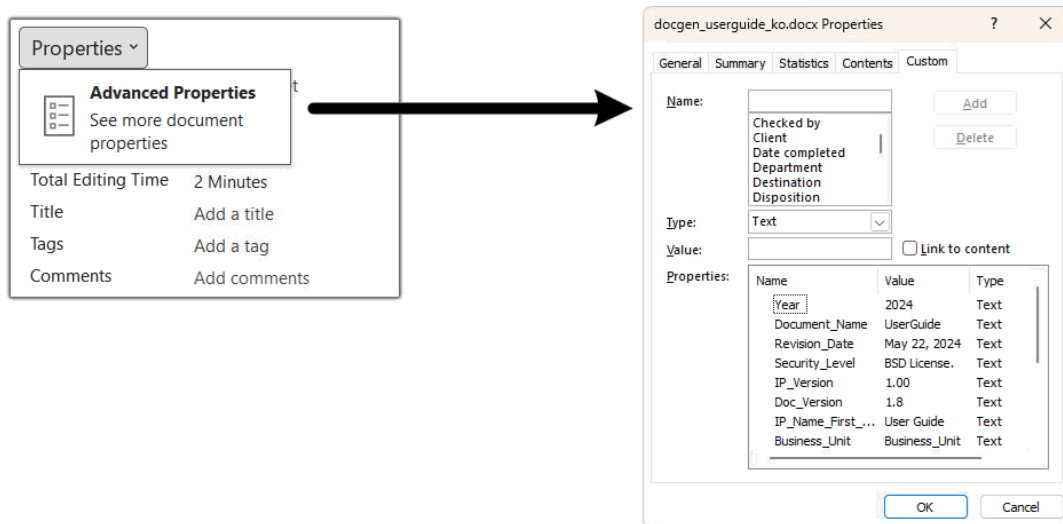 Properties
Advanced Properties
See more document
properties
t
Total Editing Time 2 Minutes
Title Add a title
Tags Add a tag
Comments Add comments
docgen_userguide_ko.docx Properties ? X
General Summary Statistics Contents Custom
Name:
Add
Checked by
Client
Date completed
Department
Destination
Disposition
Delete
Type: Text
Value: Link to content
Properties: Name Value Type
Year 2024 Text
Document_Name UserGuide Text
Revision_Date May 22, 2024 Text
Security_Level BSD License. Text
IP_Version 1.00 Text
Doc_Version 1.8 Text
IP_Name_First_... User Guide Text
Business_Unit Business_Unit Text
OK Cancel